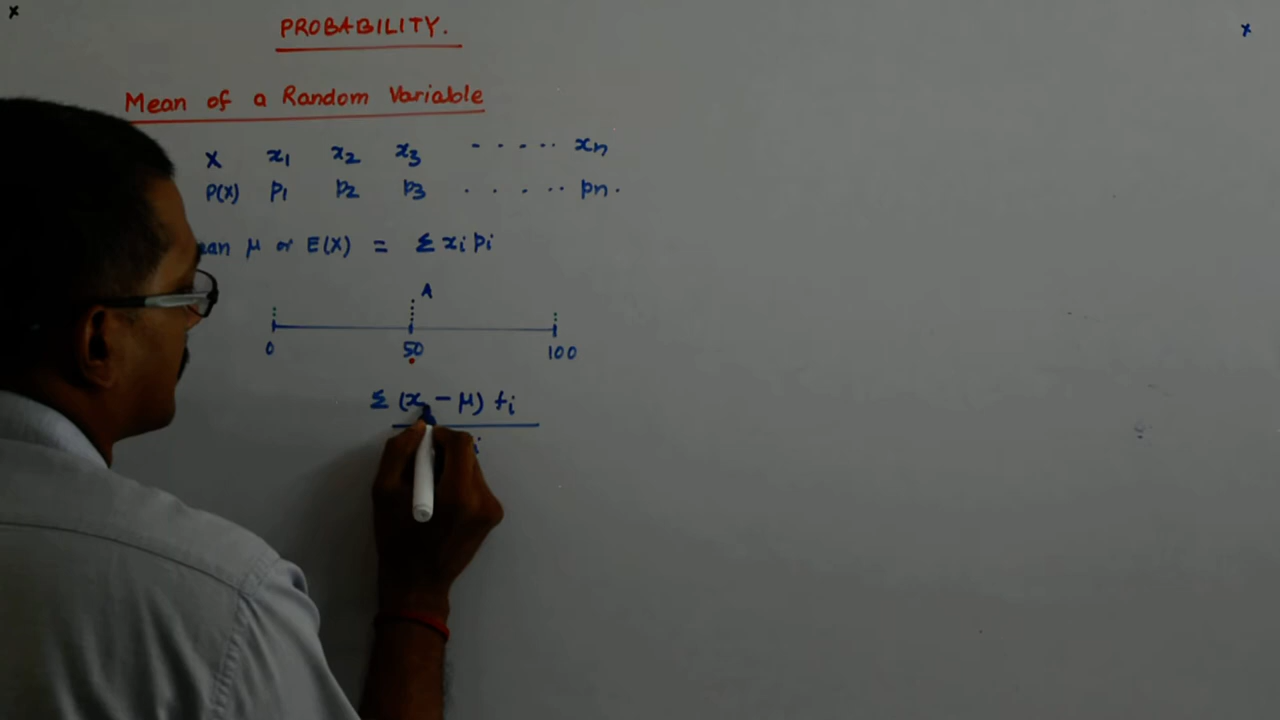 PROBABILITY.
Mean of a Random Variable
X x1 x2 x3 - · · · · · xn
P(X) p1 p2 p3 · · · · · · pn.
μ or E(X) = Σ xi pi
A
0 50 100
Σ (x - μ) fi
i